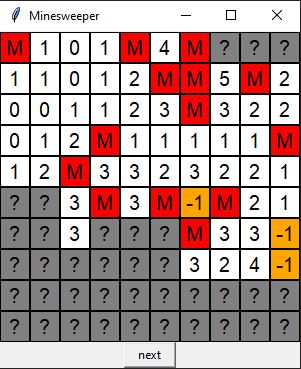 Minesweeper
M 1 0 1 M 4 M ? ? ?
1 1 0 1 2 M M 5 M 2
0 0 1 1 2 3 M 3 2 2
0 1 2 M 1 1 1 1 1 M
1 2 M 3 3 2 3 2 2 1
? ? 3 M 3 M -1 M 2 1
? ? 3 ? ? ? M 3 3 -1
? ? ? ? ? ? 3 2 4 -1
? ? ? ? ? ? ? ? ? ?
? ? ? ? ? ? ? ? ? ?
next